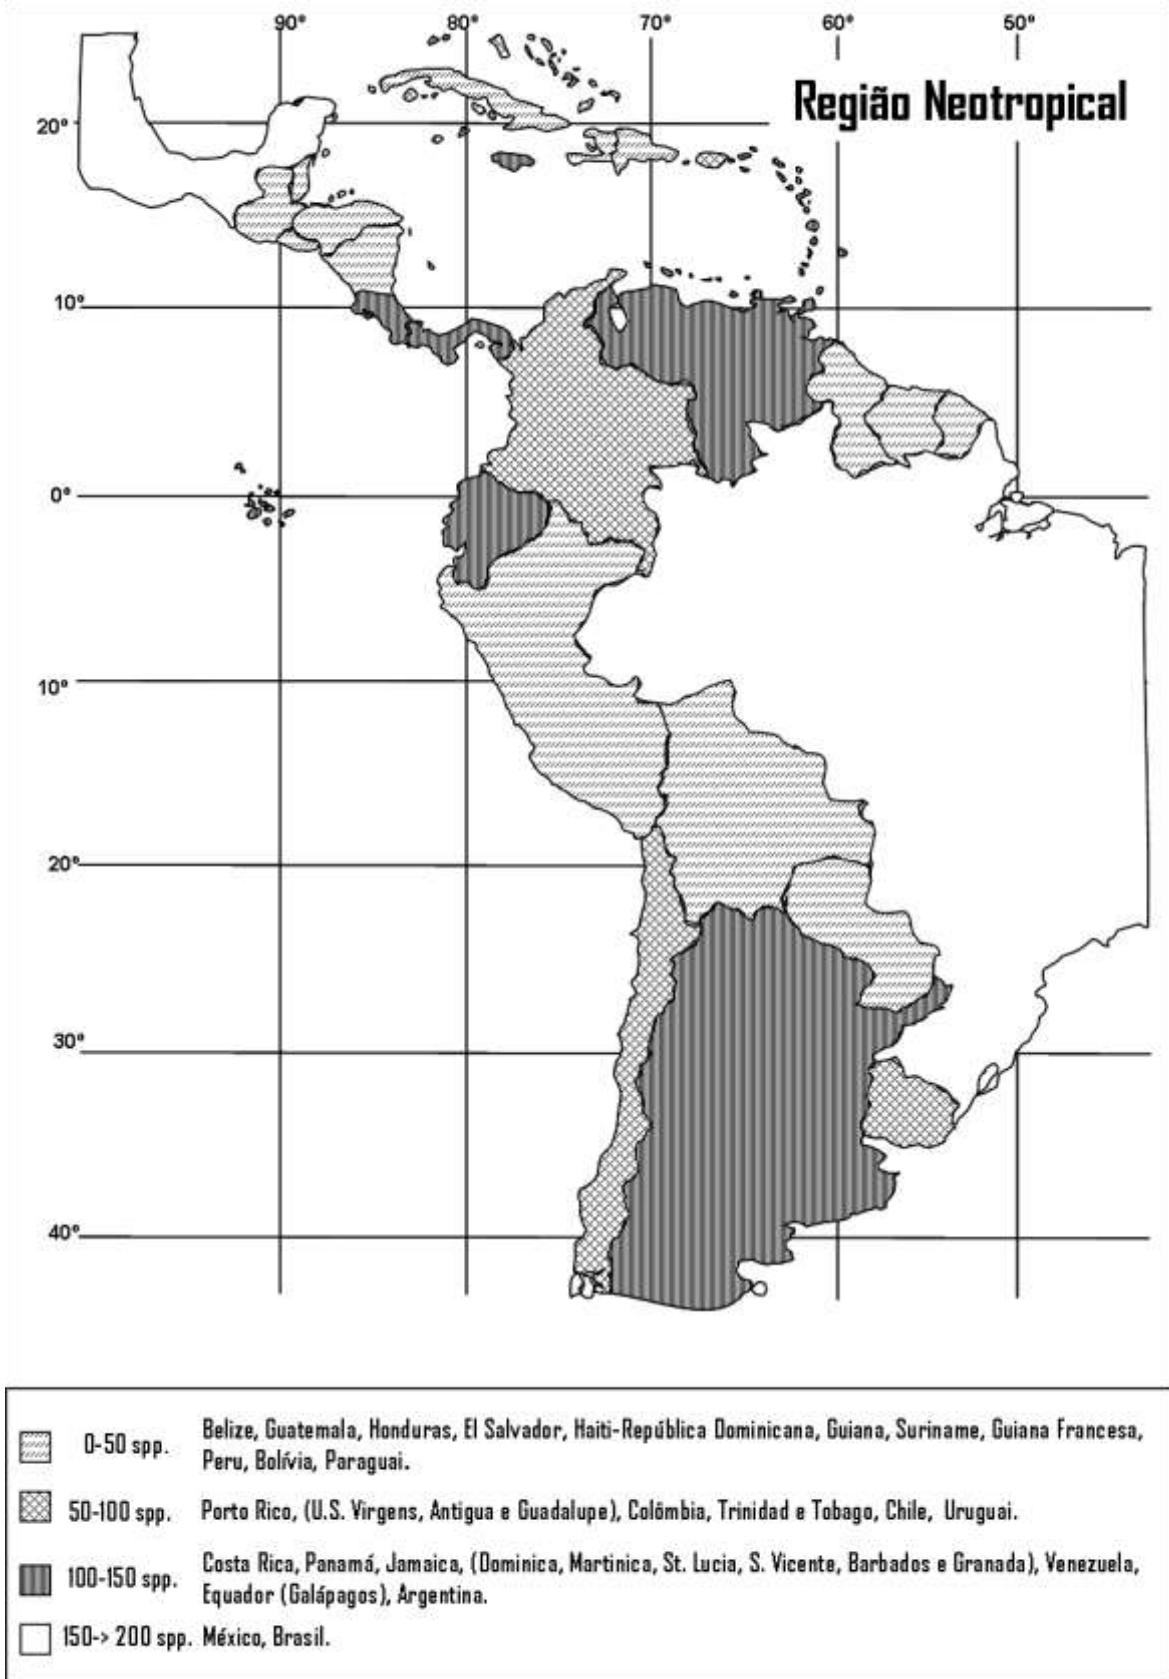 90° 80° 70° 60° 50°
Região Neotropical
20°
10°
0°
10°
20°
30°
40°
0-50 spp. Belize, Guatemala, Honduras, El Salvador, Haiti-República Dominicana, Guiana, Suriname, Guiana Francesa,
Peru, Bolívia, Paraguai.
50-100 spp. Porto Rico, (U.S. Virgens, Antigua e Guadalupe), Colômbia, Trinidad e Tobago, Chile, Uruguai.
100-150 spp. Costa Rica, Panamá, Jamaica, (Dominica, Martinica, St. Lucia, S. Vicente, Barbados e Granada), Venezuela,
Equador (Galápagos), Argentina.
150-> 200 spp. México, Brasil.